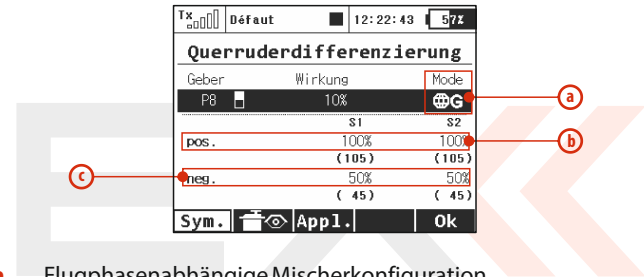 Tx Défaut 12:22:43 57%
Querruderdifferenzierung
Geber Wirkung Mode
P8 10% G
a
S1 S2
pos. 100% 100%
b
(105) (105)
c
neg. 50% 50%
( 45) ( 45)
Sym. Appl. Ok
Flugphasenabhängige Mischerkonfiguration